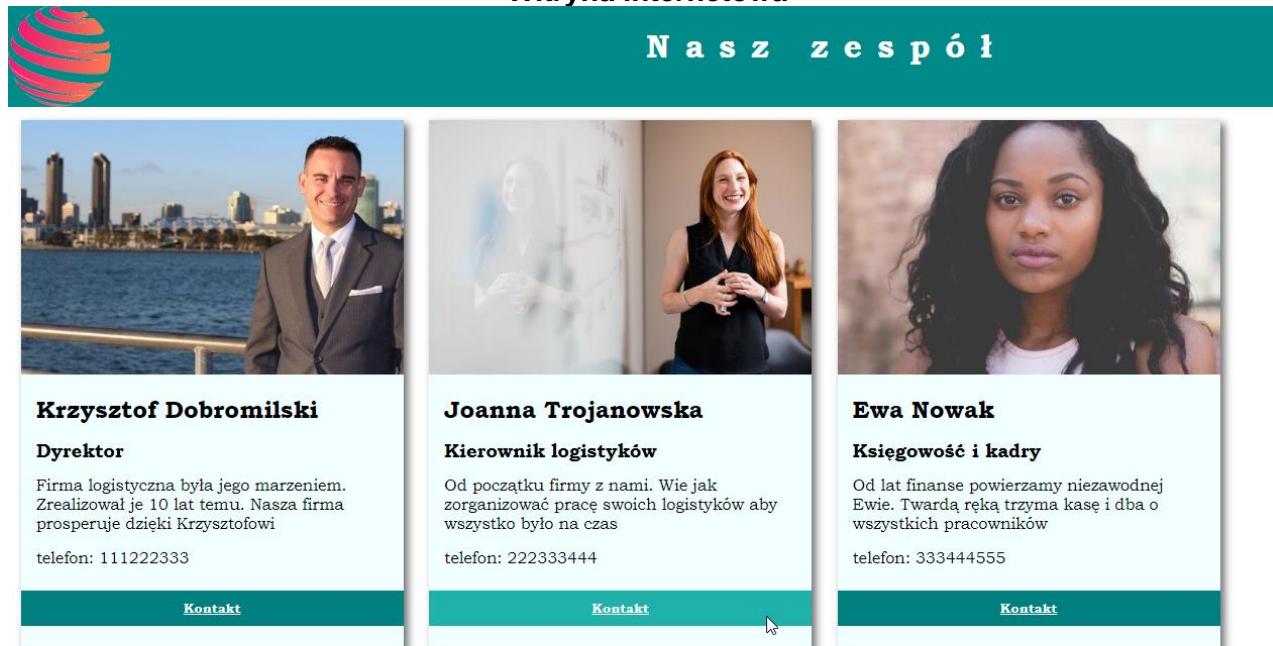 Witryna internetowa
Nasz zespół
Krzysztof Dobromilski
Dyrektor
Firma logistyczna była jego marzeniem.
Zrealizował je 10 lat temu. Nasza firma
prosperuje dzięki Krzysztofowi
telefon: 111222333
Kontakt
Joanna Trojanowska
Kierownik logistyków
Od początku firmy z nami. Wie jak
zorganizować pracę swoich logistyków aby
wszystko było na czas
telefon: 222333444
Kontakt
Ewa Nowak
Księgowość i kadry
Od lat finanse powierzamy niezawodnej
Ewie. Twardą ręką trzyma kasę i dba o
wszystkich pracowników
telefon: 333444555
Kontakt